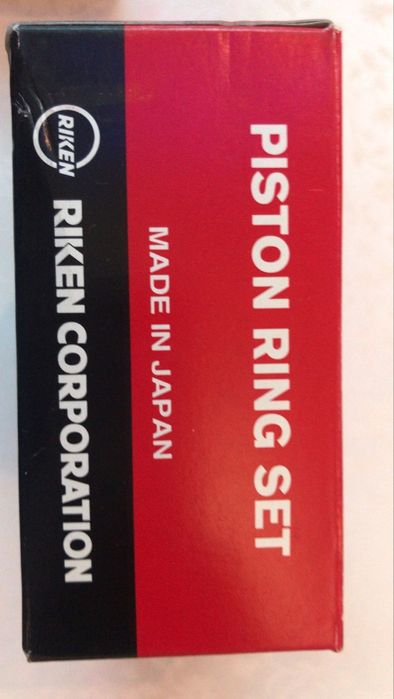 PISTON RING SET
MADE IN JAPAN
RIKEN
RIKEN CORPORATION